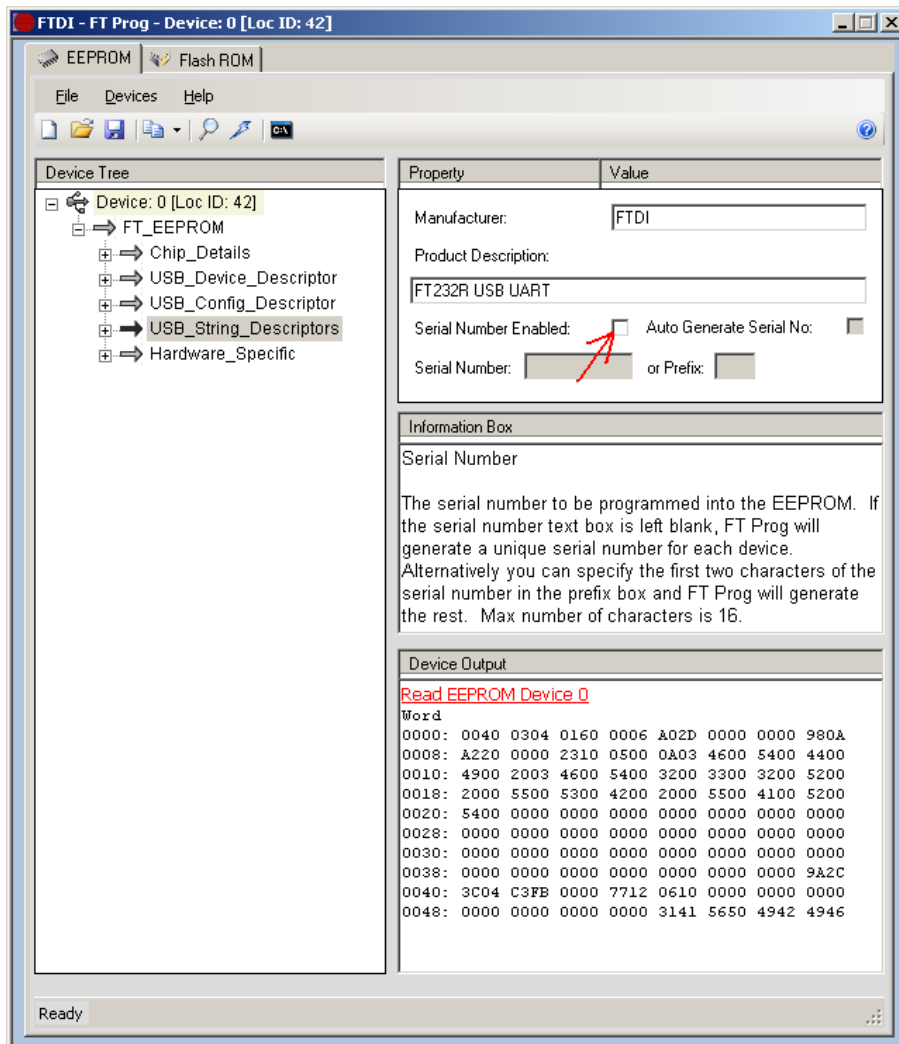 FTDI - FT Prog - Device: 0 [Loc ID: 42]
EEPROM Flash ROM
File Devices Help
C:\
Device Tree
Device: 0 [Loc ID: 42]
FT_EEPROM
Chip_Details
USB_Device_Descriptor
USB_Config_Descriptor
USB_String_Descriptors
Hardware_Specific
Property Value
Manufacturer: FTDI
Product Description:
FT232R USB UART
Serial Number Enabled: Auto Generate Serial No:
Serial Number: or Prefix:
Information Box
Serial Number
The serial number to be programmed into the EEPROM. If
the serial number text box is left blank, FT Prog will
generate a unique serial number for each device.
Alternatively you can specify the first two characters of the
serial number in the prefix box and FT Prog will generate
the rest. Max number of characters is 16.
Device Output
Read EEPROM Device 0
Word
0000: 0040 0304 0160 0006 A02D 0000 0000 980A
0008: A220 0000 2310 0500 0A03 4600 5400 4400
0010: 4900 2003 4600 5400 3200 3300 3200 5200
0018: 2000 5500 5300 4200 2000 5500 4100 5200
0020: 5400 0000 0000 0000 0000 0000 0000 0000
0028: 0000 0000 0000 0000 0000 0000 0000 0000
0030: 0000 0000 0000 0000 0000 0000 0000 0000
0038: 0000 0000 0000 0000 0000 0000 0000 9A2C
0040: 3C04 C3FB 0000 7712 0610 0000 0000 0000
0048: 0000 0000 0000 0000 3141 5650 4942 4946
Ready